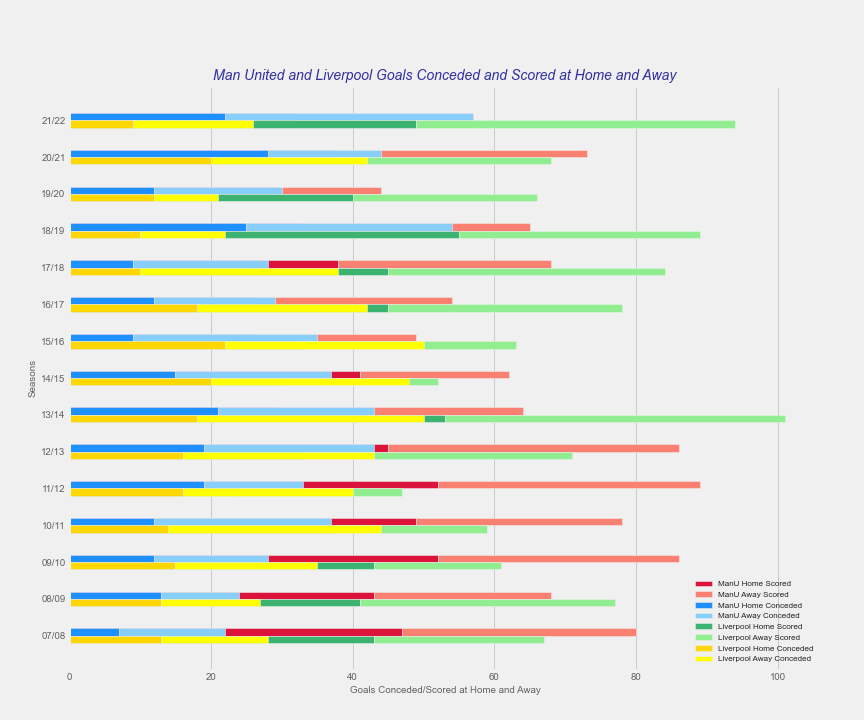 Man United and Liverpool Goals Conceded and Scored at Home and Away
21/22
20/21
19/20
18/19
17/18
16/17
15/16
14/15
13/14
12/13
11/12
10/11
09/10
08/09
07/08
Seasons
ManU Home Scored
ManU Away Scored
ManU Home Conceded
ManU Away Conceded
Liverpool Home Scored
Liverpool Away Scored
Liverpool Home Conceded
Liverpool Away Conceded
0 20 40 60 80 100
Goals Conceded/Scored at Home and Away